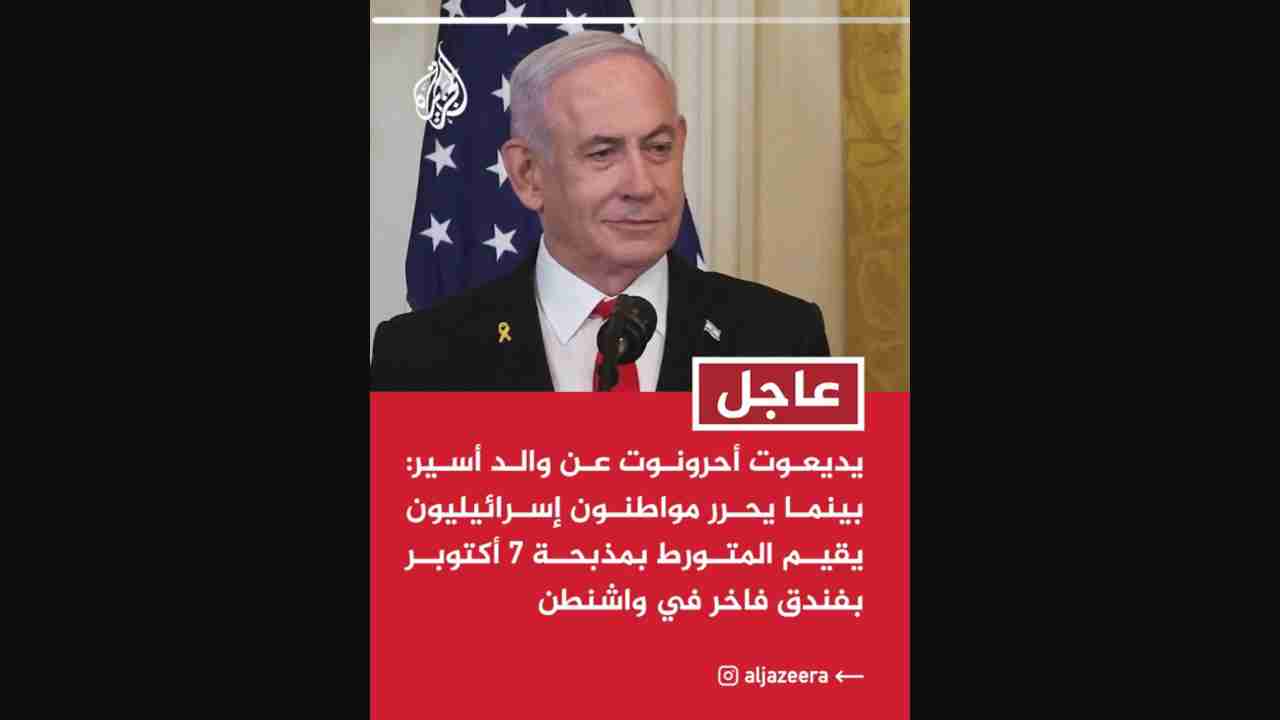 الجزيرة
عاجل
يديعوت أحرونوت عن والد أسير:
بينما يحرر مواطنون إسرائيليون
يقيم المتورط بمذبحة 7 أكتوبر
بفندق فاخر في واشنطن
aljazeera